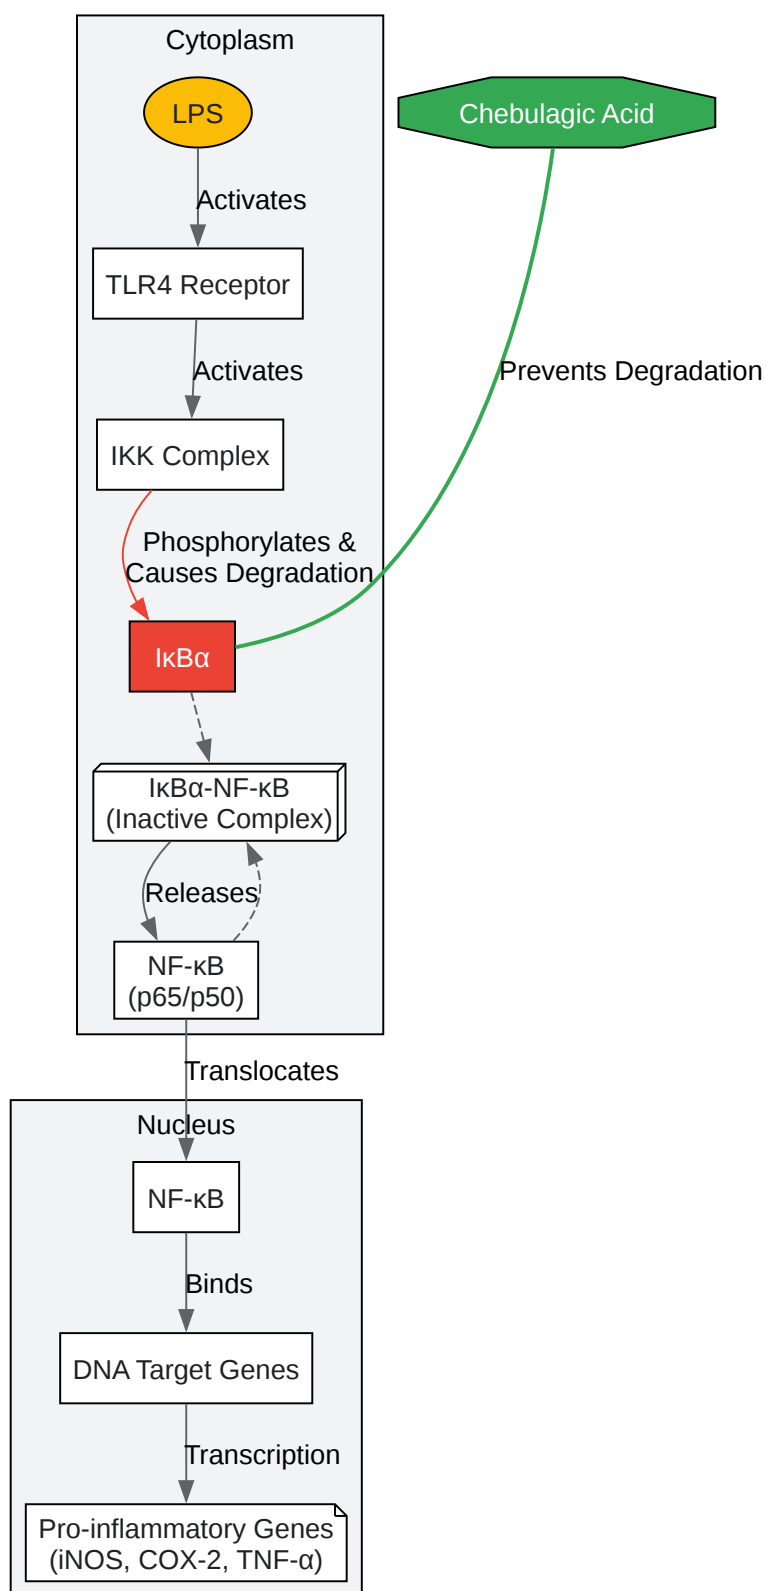 Cytoplasm
LPS
Chebulagic Acid
Activates
TLR4 Receptor
Activates
Prevents Degradation
IKK Complex
Phosphorylates &
Causes Degradation
IκBα
IκBα-NF-κB
(Inactive Complex)
Releases
NF-κB
(p65/p50)
Translocates
Nucleus
NF-κB
Binds
DNA Target Genes
Transcription
Pro-inflammatory Genes
(iNOS, COX-2, TNF-α)